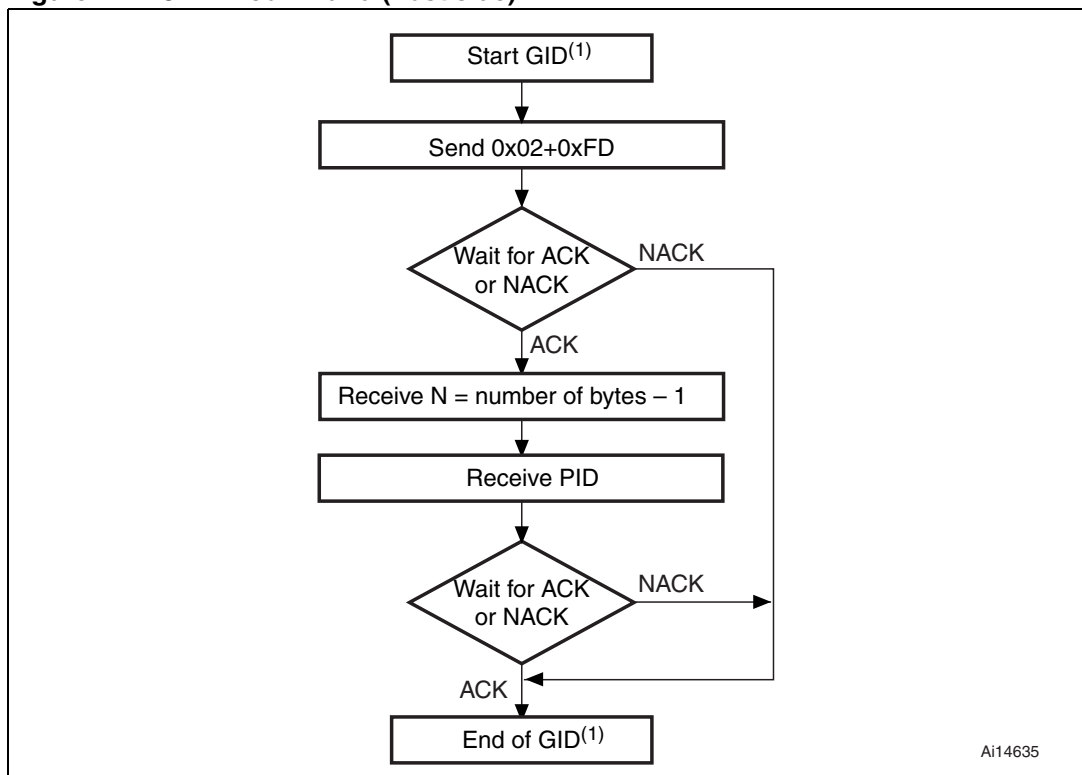 Start GID(1)
Send 0x02+0xFD
Wait for ACK
or NACK
NACK
ACK
Receive N = number of bytes – 1
Receive PID
Wait for ACK
or NACK
NACK
ACK
End of GID(1)
Ai14635